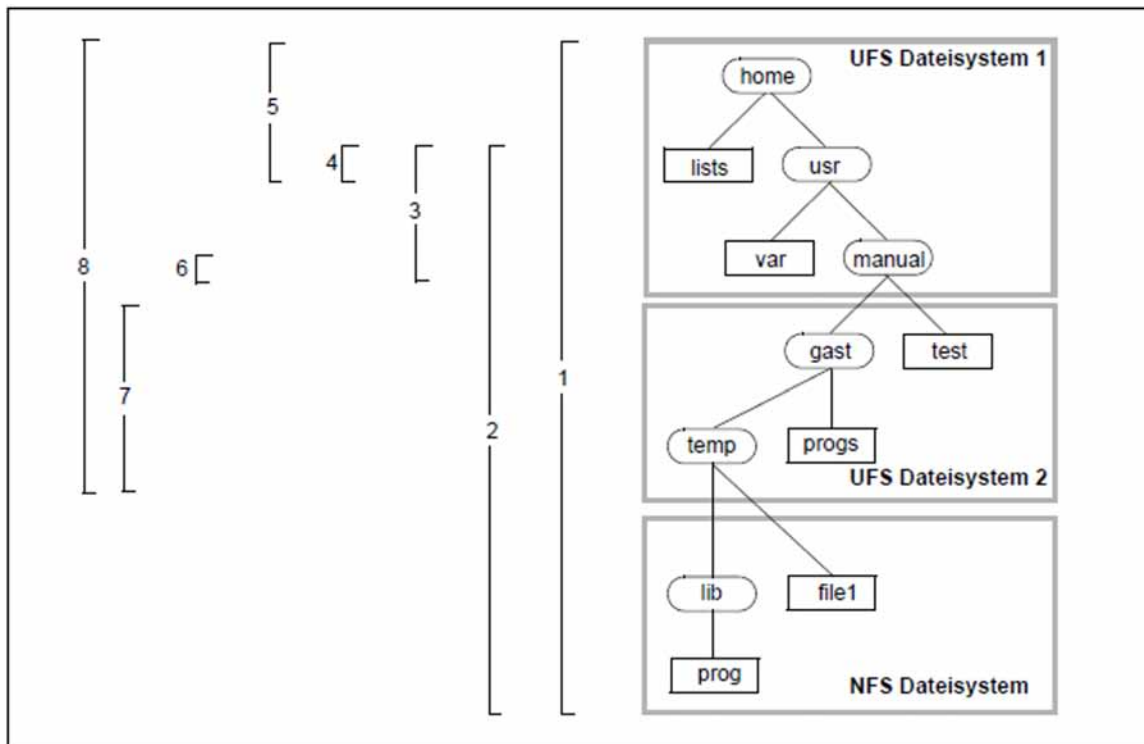 UFS Dateisystem 1
home
5
lists
usr
4
3
var
manual
8
6
gast
test
7
1
2
temp
progs
UFS Dateisystem 2
lib
file1
prog
NFS Dateisystem